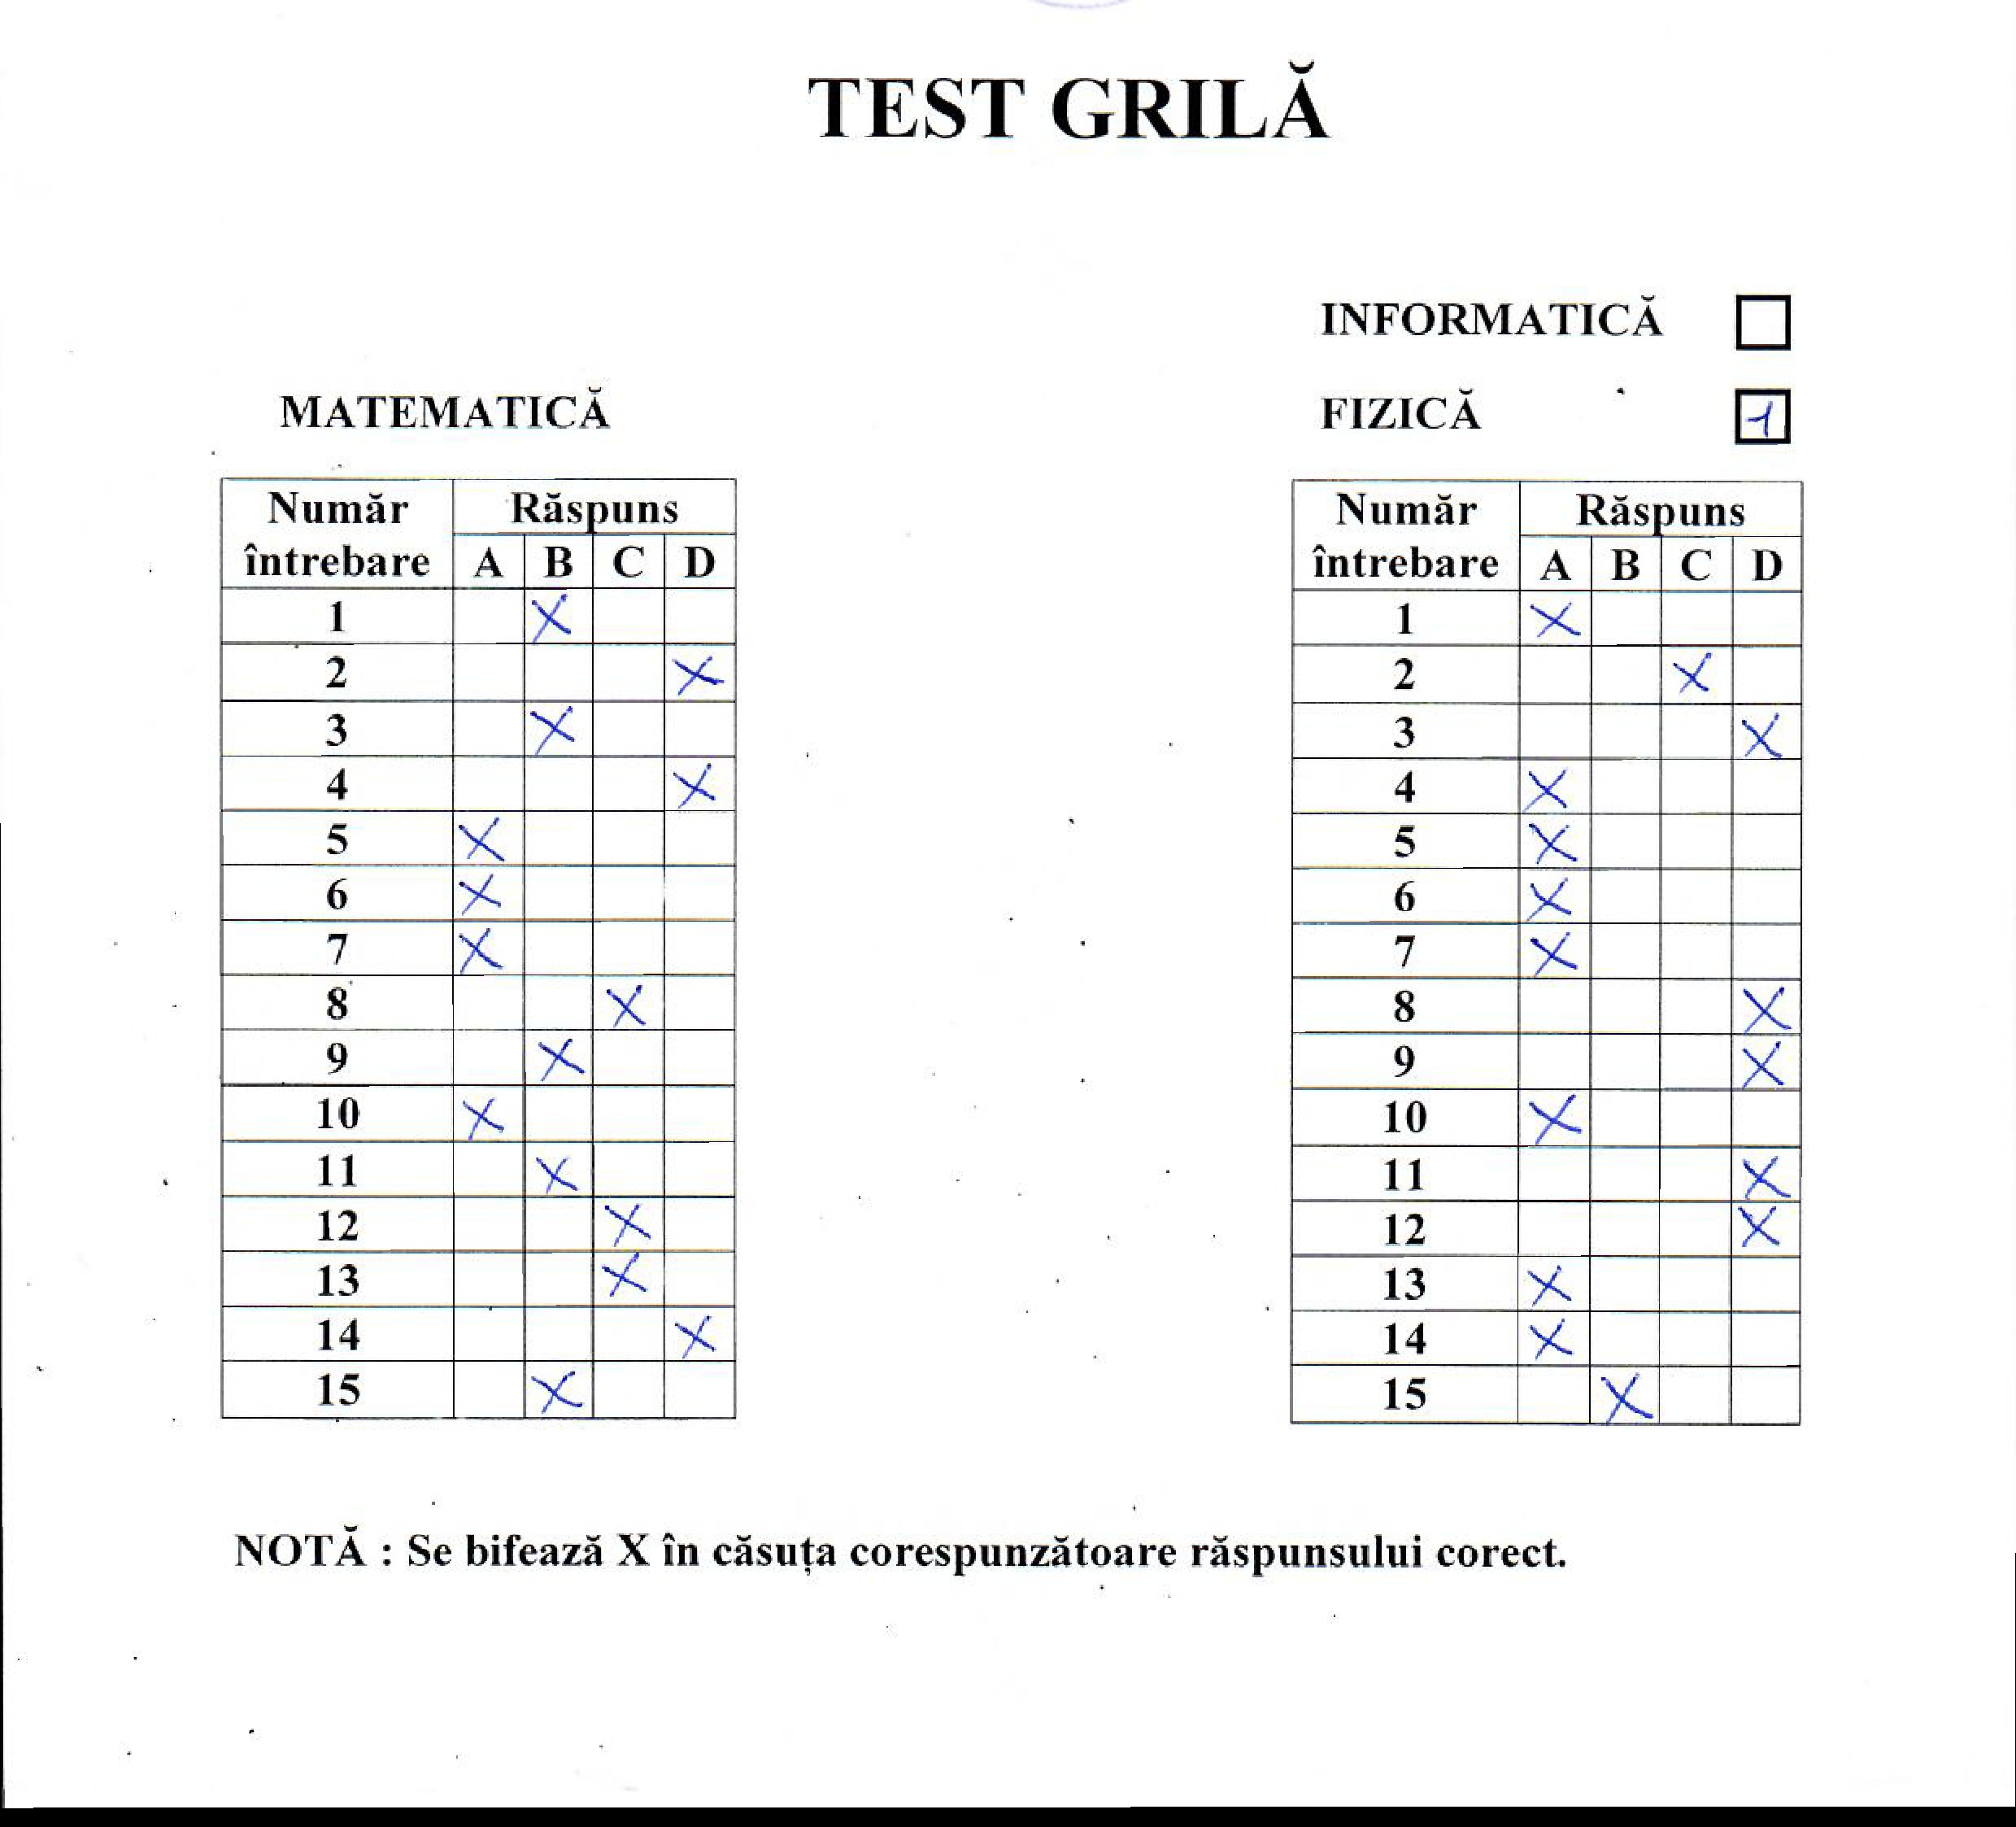 TEST GRILĂ
INFORMATICĂ
MATEMATICĂ
FIZICĂ 1
Număr întrebare Răspuns
A B C D
1 X
2 X
3 X
4 X
5 X
6 X
7 X
8 X
9 X
10 X
11 X
12 X
13 X
14 X
15 X
Număr întrebare Răspuns
A B C D
1 X
2 X
3 X
4 X
5 X
6 X
7 X
8 X
9 X
10 X
11 X
12 X
13 X
14 X
15 X
NOTĂ : Se bifează X în căsuța corespunzătoare răspunsului corect.